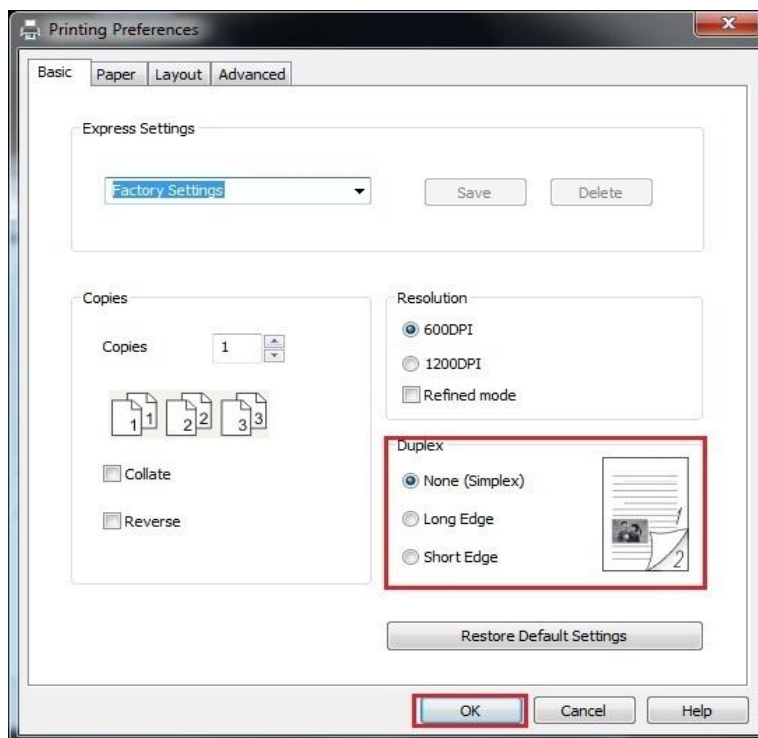 Printing Preferences
Basic Paper Layout Advanced
Express Settings
Factory Settings Save Delete
Copies
Copies 1
1 1 2 2 3 3
Collate
Reverse
Resolution
600DPI
1200DPI
Refined mode
Duplex
None (Simplex)
Long Edge
Short Edge
1
2
Restore Default Settings
OK Cancel Help